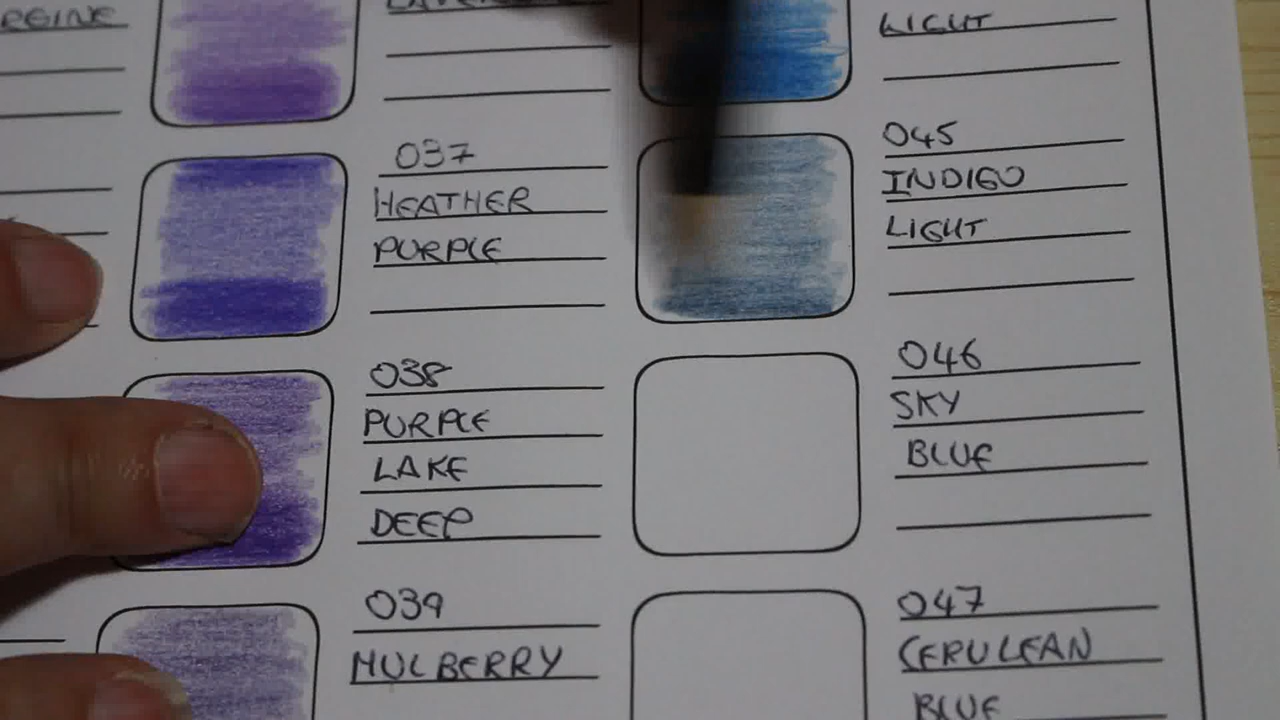 LIGHT
037
HEATHER
PURPLE
045
INDIGO
LIGHT
038
PURPLE
LAKE
DEEP
046
SKY
BLUE
039
MULBERRY
047
CERULEAN
BLUE